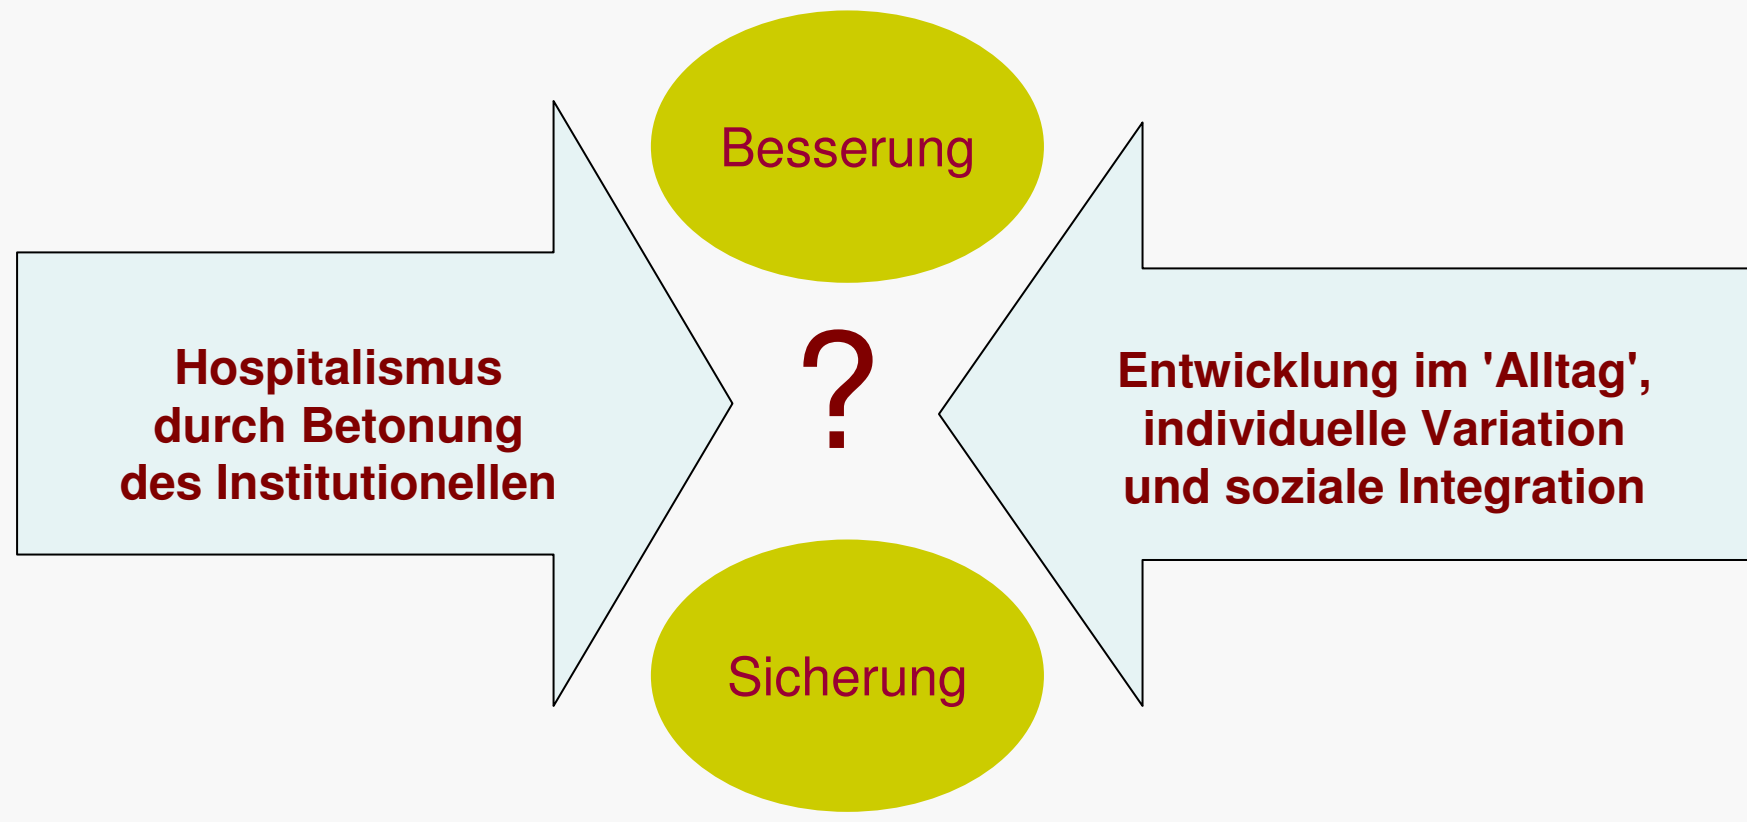 Besserung
Hospitalismus
durch Betonung
des Institutionellen
?
Entwicklung im 'Alltag',
individuelle Variation
und soziale Integration
Sicherung